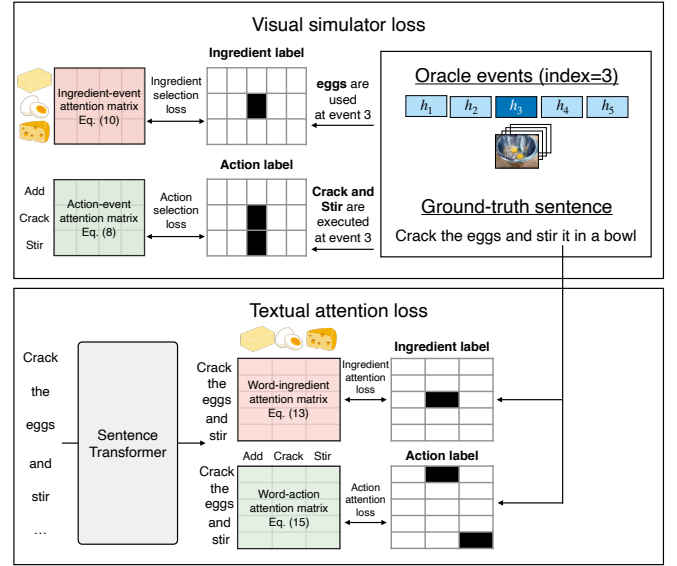 Visual simulator loss
Ingredient label
Ingredient-event
attention matrix
Eq. (10)
Ingredient
selection
loss
eggs are
used
at event 3
Action label
Add
Crack
Stir
Action-event
attention matrix
Eq. (8)
Action
selection
loss
Crack and
Stir are
executed
at event 3
Oracle events (index=3)
h1 h2 h3 h4 h5
Ground-truth sentence
Crack the eggs and stir it in a bowl
Textual attention loss
Crack
the
eggs
and
stir
...
Sentence
Transformer
Crack
the
eggs
and
stir
Word-ingredient
attention matrix
Eq. (13)
Ingredient
attention
loss
Ingredient label
Add Crack Stir
Crack
the
eggs
and
stir
Word-action
attention matrix
Eq. (15)
Action
attention
loss
Action label